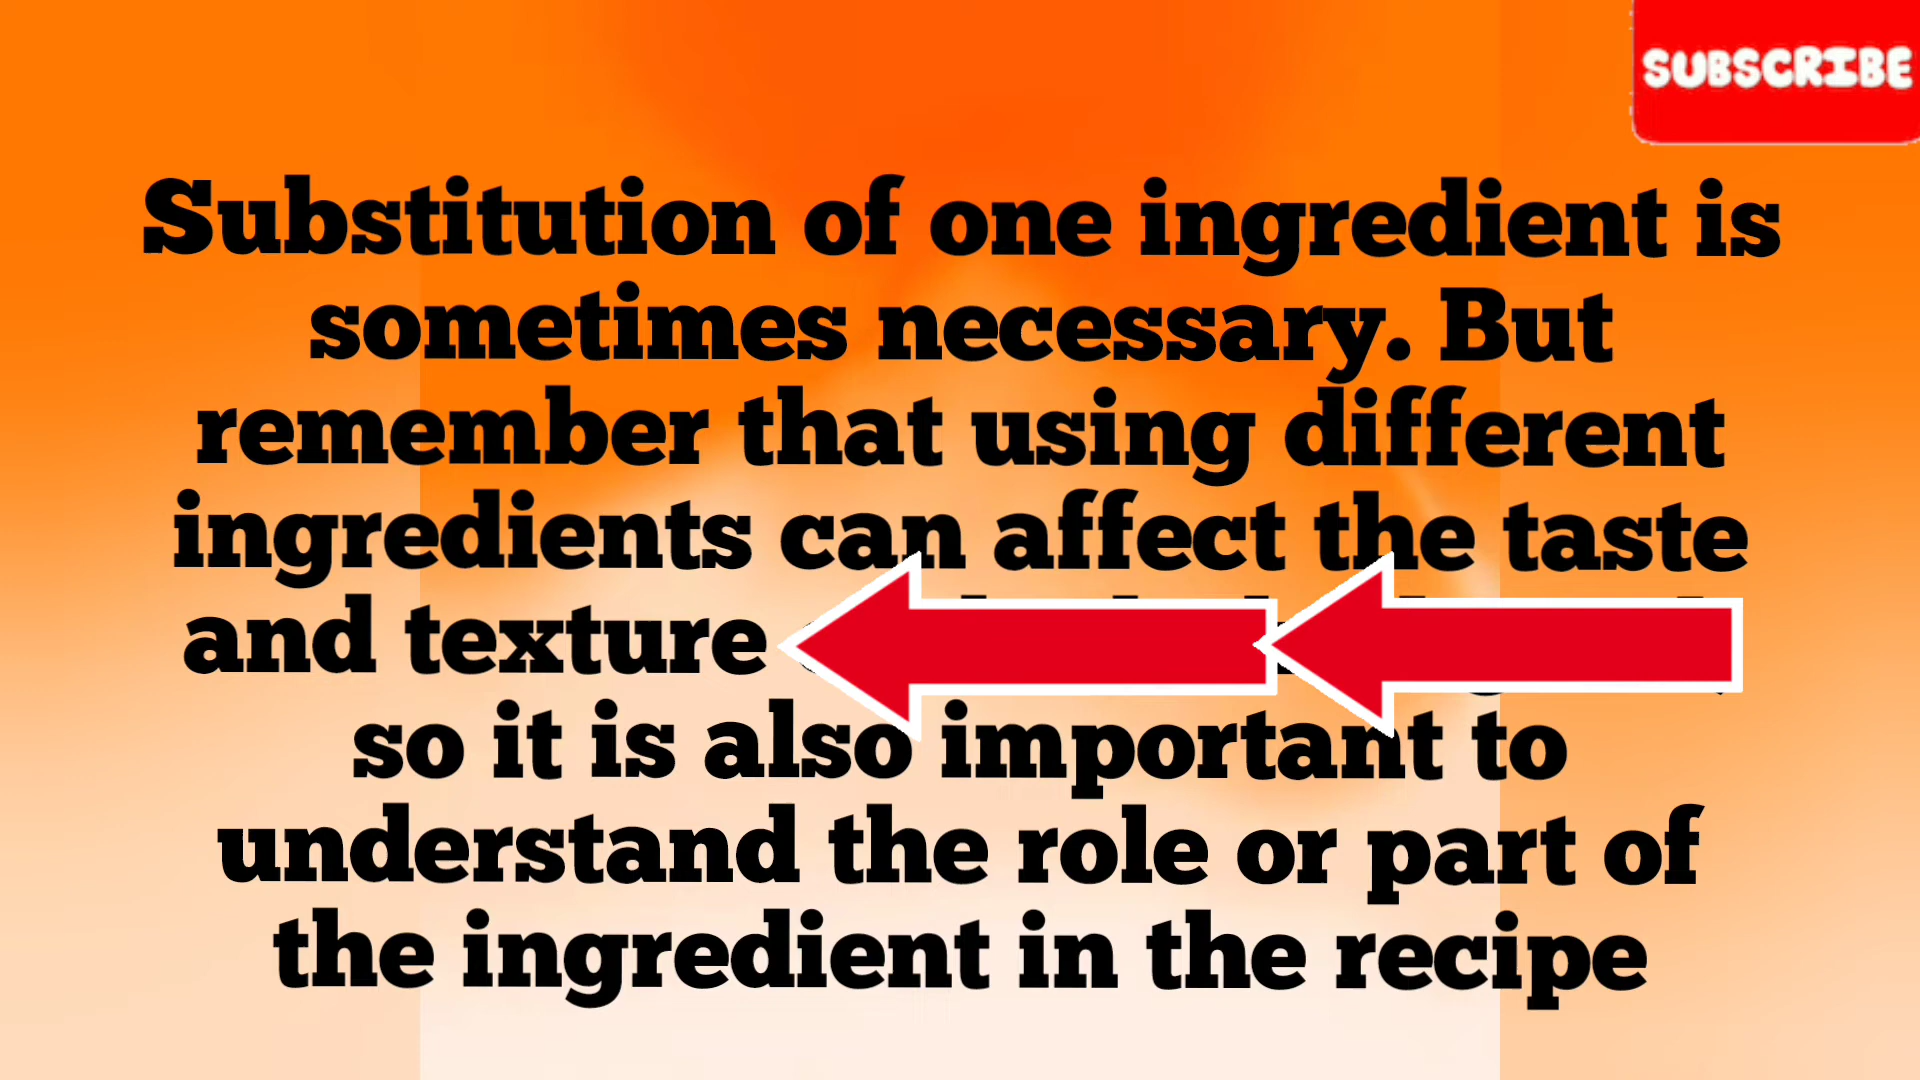 SUBSCRIBE
Substitution of one ingredient is
sometimes necessary. But
remember that using different
ingredients can affect the taste
and texture
so it is also important to
understand the role or part of
the ingredient in the recipe